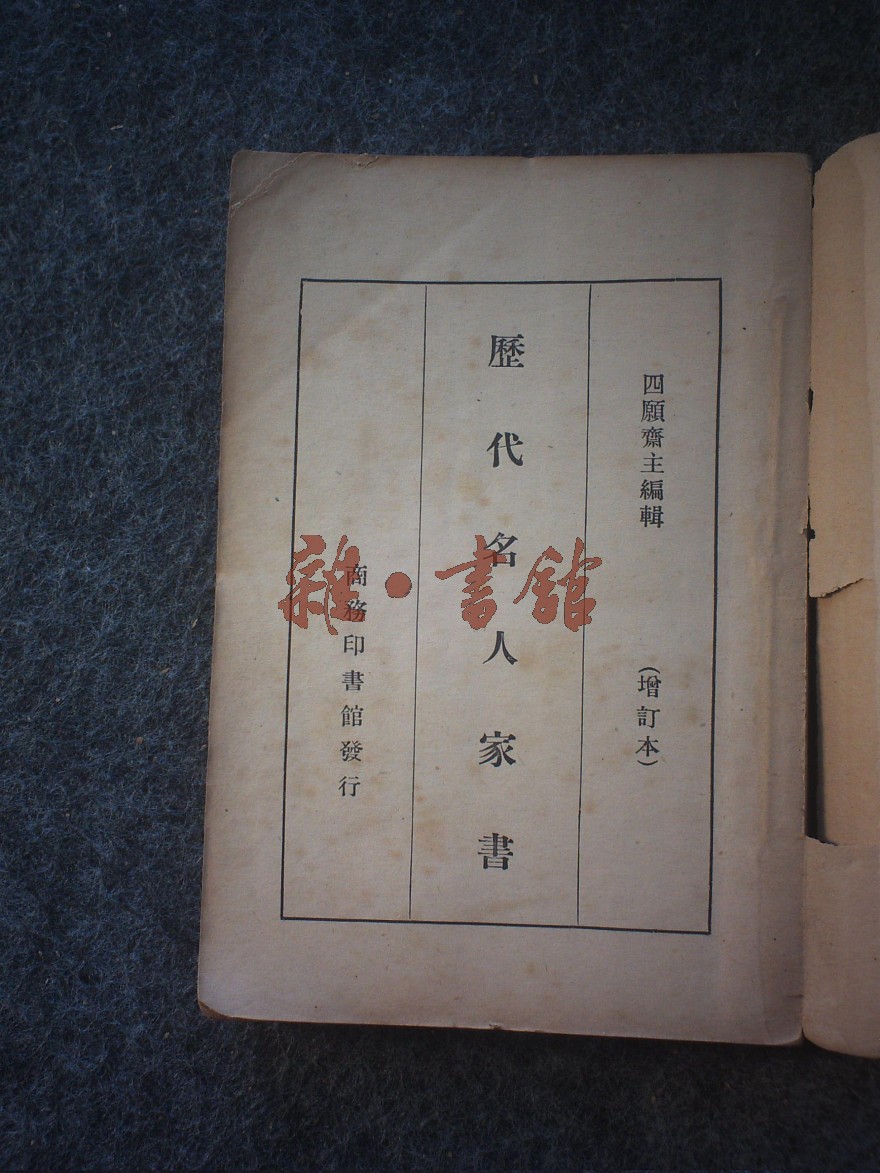 四願齋主編輯
（增訂本）
歷代名人家書
商務印書館發行
雜·書館